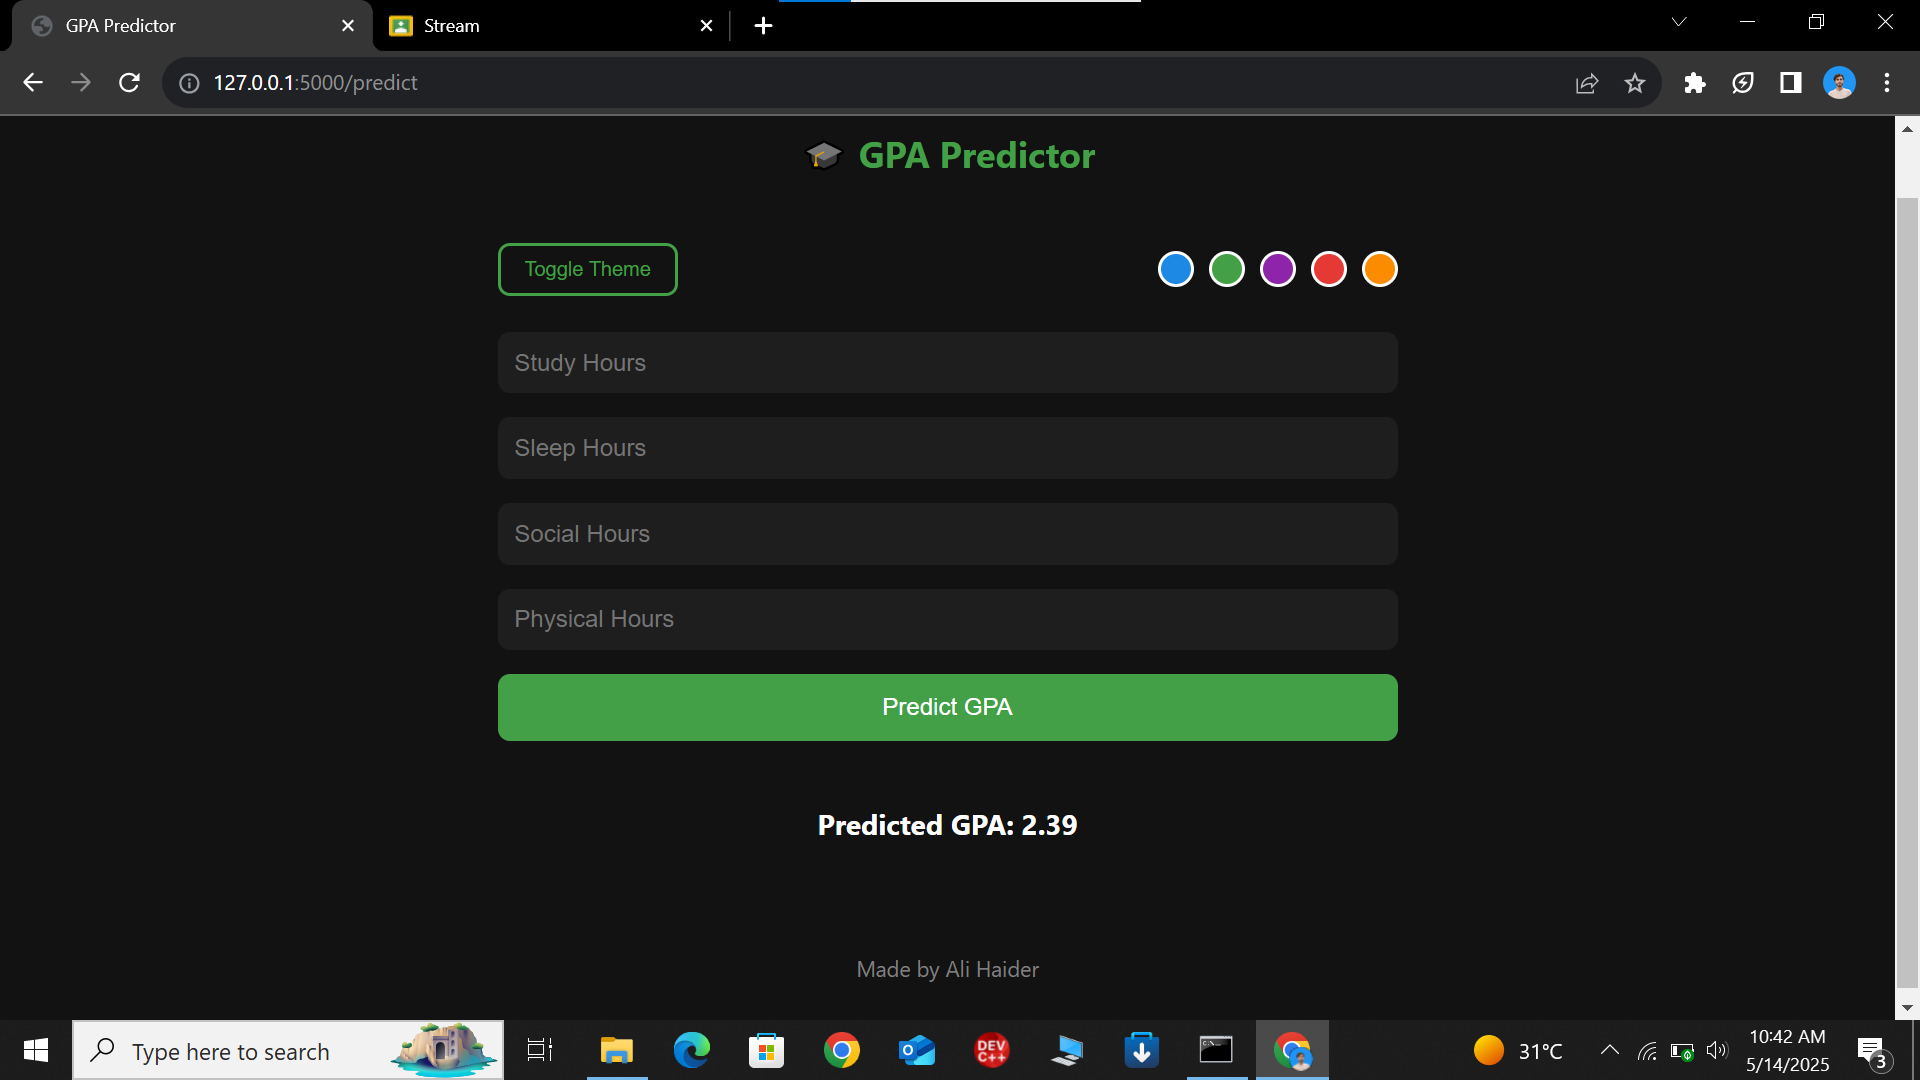 GPA Predictor
Stream
127.0.0.1:5000/predict
GPA Predictor
Toggle Theme
Study Hours
Sleep Hours
Social Hours
Physical Hours
Predict GPA
Predicted GPA: 2.39
Made by Ali Haider
Type here to search
DEV
C++
31°C
10:42 AM
5/14/2025
3